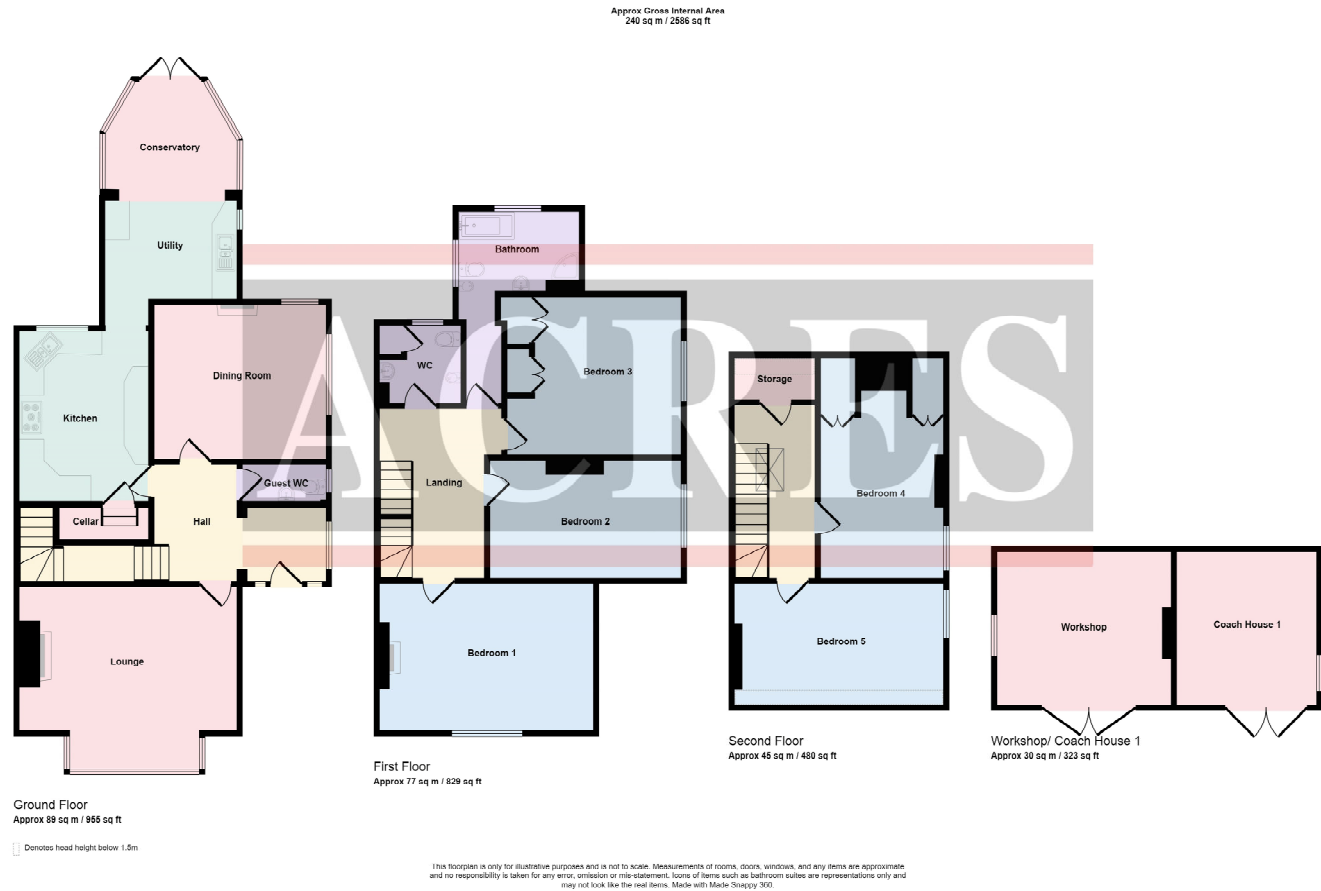 Approx Gross Internal Area
240 sq m / 2586 sq ft
Conservatory
Utility
Dining Room
Kitchen
Guest WC
Cellar
Hall
Lounge
Ground Floor
Approx 89 sq m / 955 sq ft
Denotes head height below 1.5m
Bathroom
WC
Bedroom 3
Landing
Bedroom 2
Bedroom 1
First Floor
Approx 77 sq m / 829 sq ft
Storage
Bedroom 4
Bedroom 5
Second Floor
Approx 45 sq m / 480 sq ft
Workshop
Coach House 1
Workshop/ Coach House 1
Approx 30 sq m / 323 sq ft
ACRES
This floorplan is only for illustrative purposes and is not to scale. Measurements of rooms, doors, windows, and any items are approximate
and no responsibility is taken for any error, omission or mis-statement. Icons of items such as bathroom suites are representations only and
may not look like the real items. Made with Made Snappy 360.